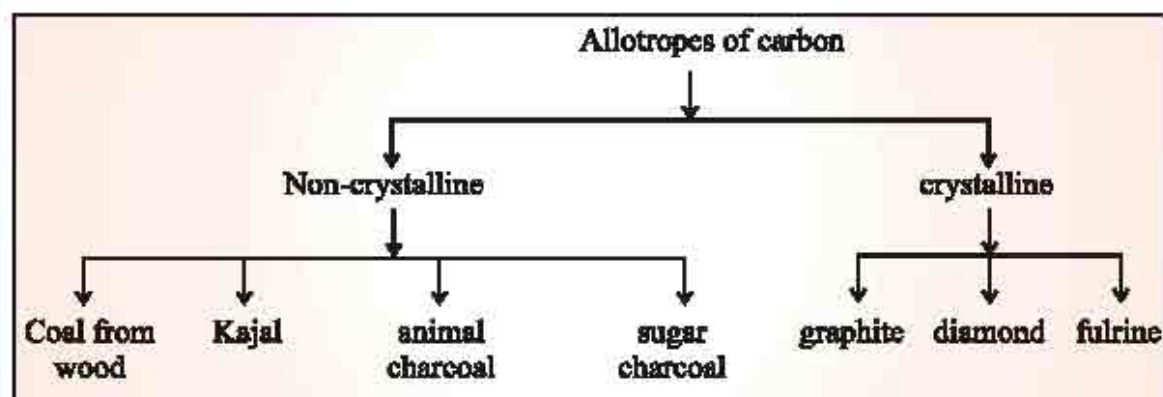 Allotropes of carbon
Non-crystalline
crystalline
Coal from
wood
Kajal
animal
charcoal
sugar
charcoal
graphite
diamond
fulrine